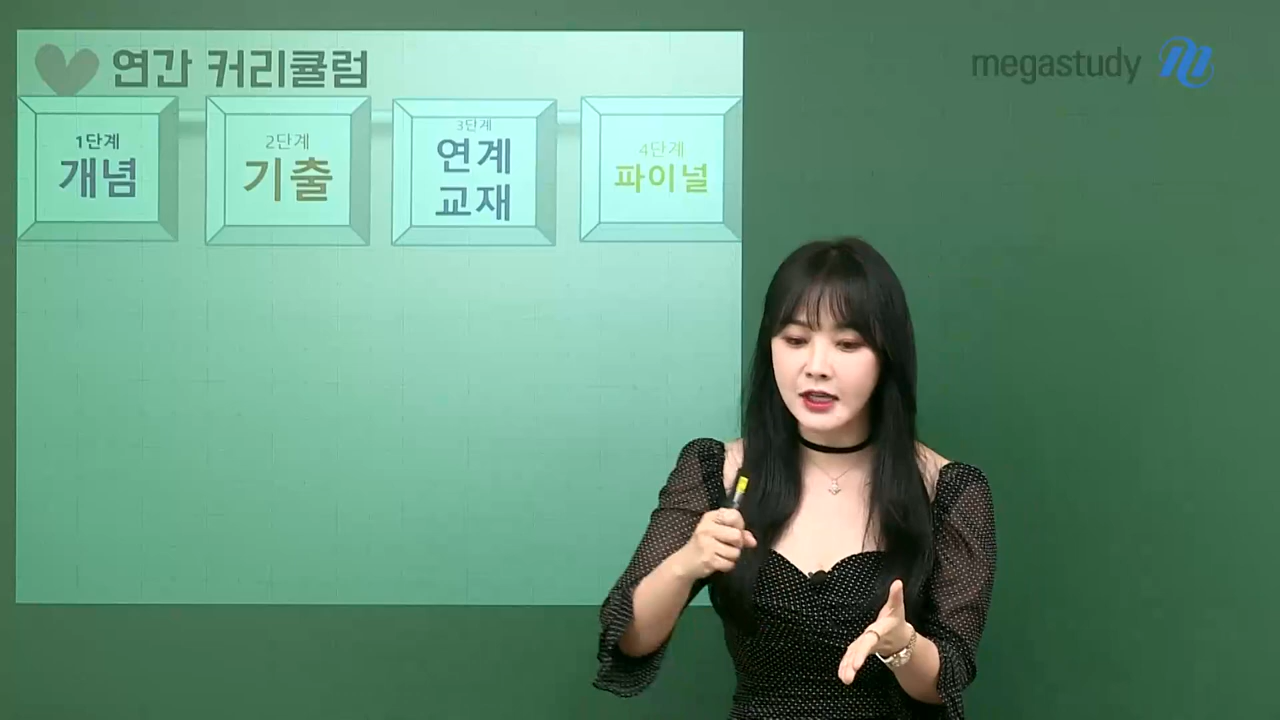 연간 커리큘럼
megastudy
1단계
개념
2단계
기출
3단계
연계
교재
4단계
파이널